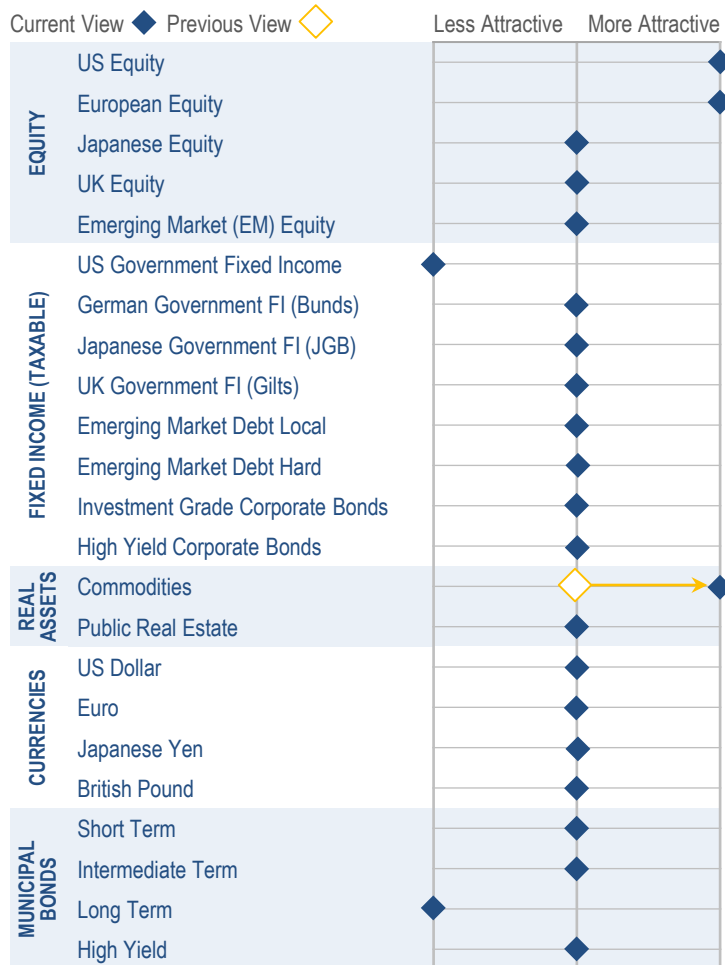 Current View Previous View Less Attractive More Attractive
EQUITY
US Equity
European Equity
Japanese Equity
UK Equity
Emerging Market (EM) Equity
FIXED INCOME (TAXABLE)
US Government Fixed Income
German Government FI (Bunds)
Japanese Government FI (JGB)
UK Government FI (Gilts)
Emerging Market Debt Local
Emerging Market Debt Hard
Investment Grade Corporate Bonds
High Yield Corporate Bonds
REAL
ASSETS
Commodities
Public Real Estate
CURRENCIES
US Dollar
Euro
Japanese Yen
British Pound
MUNICIPAL
BONDS
Short Term
Intermediate Term
Long Term
High Yield